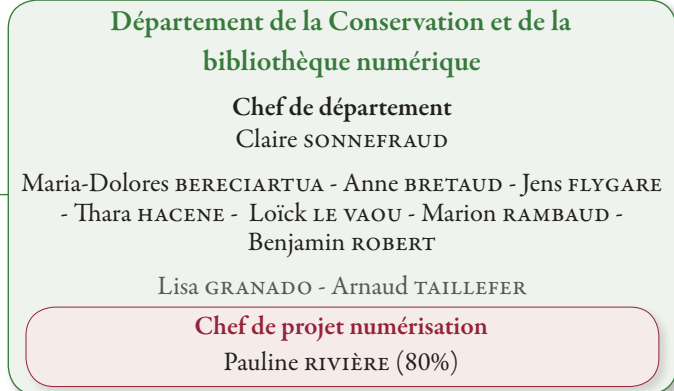 Département de la Conservation et de la
bibliothèque numérique
Chef de département
Claire SONNEFRAUD
Maria-Dolores BERECIARTUA - Anne BRETAUD - Jens FLYGARE
- Thara HACENE - Loïck LE VAOU - Marion RAMBAUD -
Benjamin ROBERT
Lisa GRANADO - Arnaud TAILLEFER
Chef de projet numérisation
Pauline RIVIÈRE (80%)